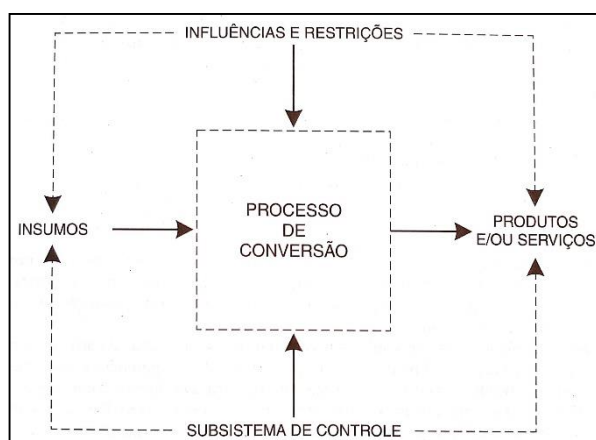 INFLUÊNCIAS E RESTRIÇÕES
PROCESSO
DE
CONVERSÃO
INSUMOS
PRODUTOS
E/OU SERVIÇOS
SUBSISTEMA DE CONTROLE